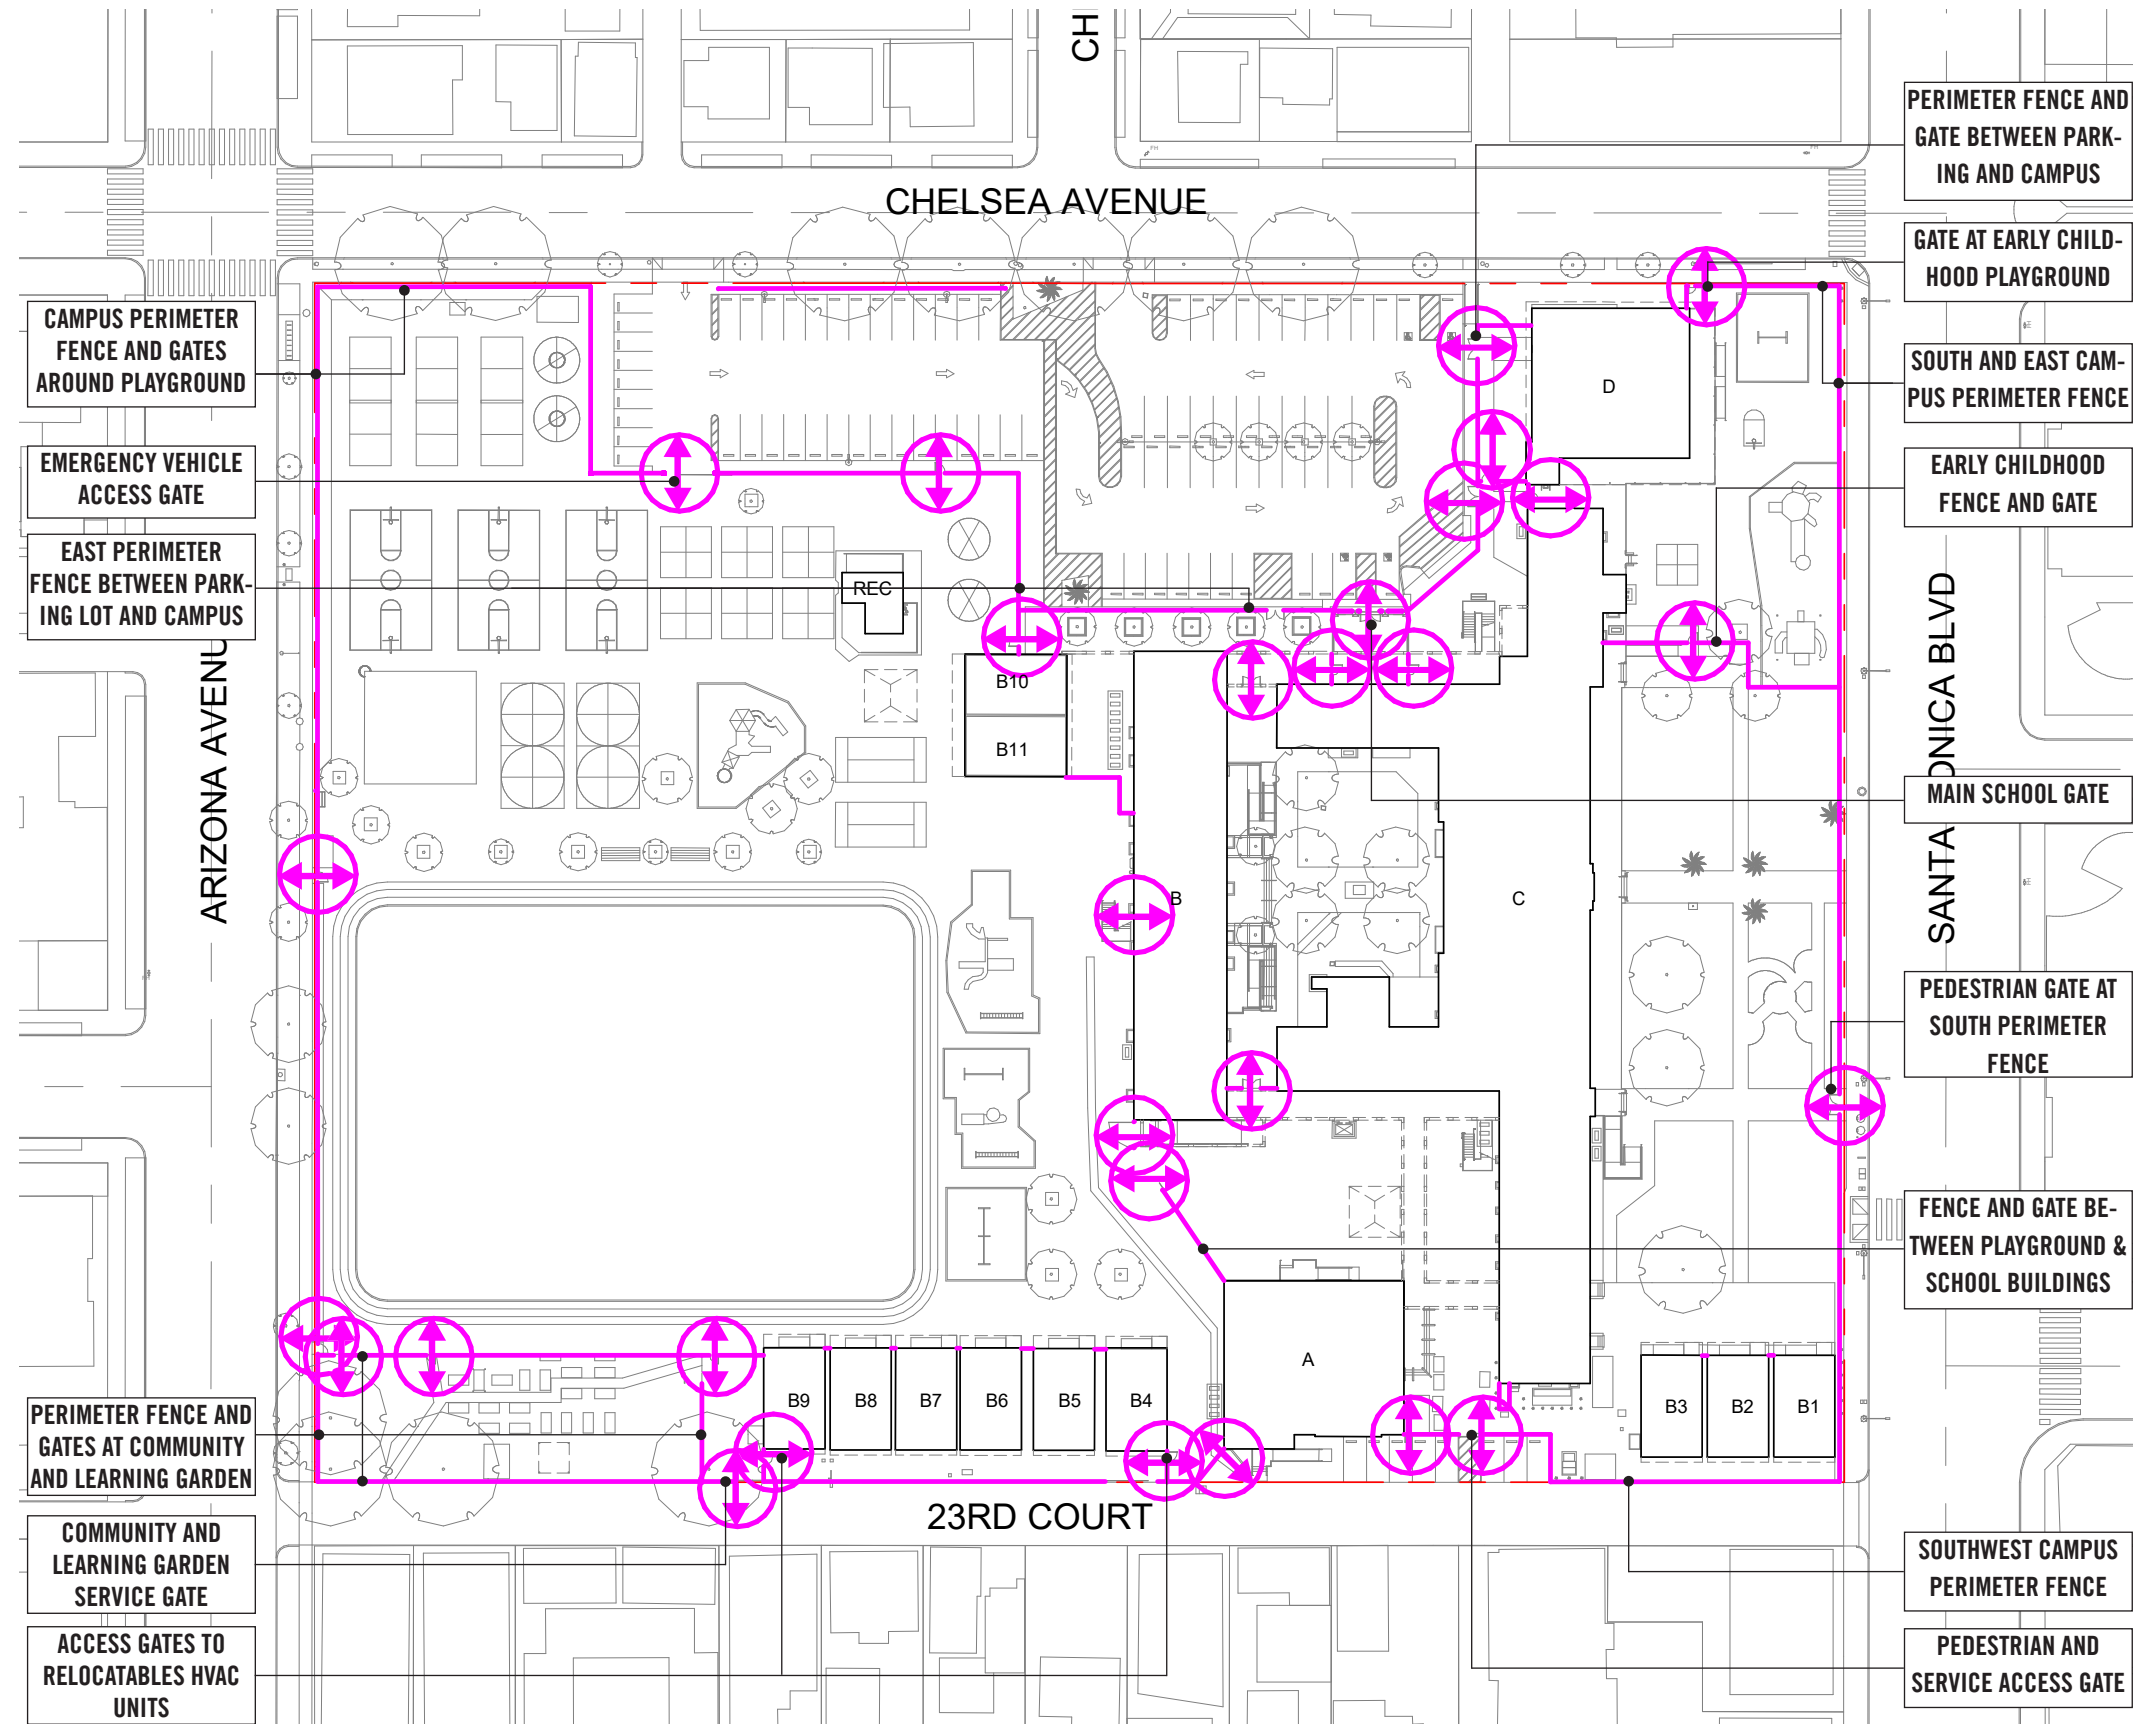 CH
CHELSEA AVENUE
ARIZONA AVENU
SANTA
ONICA BLVD
23RD COURT
CAMPUS PERIMETER
FENCE AND GATES
AROUND PLAYGROUND
EMERGENCY VEHICLE
ACCESS GATE
EAST PERIMETER
FENCE BETWEEN PARK-
ING LOT AND CAMPUS
PERIMETER FENCE AND
GATES AT COMMUNITY
AND LEARNING GARDEN
COMMUNITY AND
LEARNING GARDEN
SERVICE GATE
ACCESS GATES TO
RELOCATABLES HVAC
UNITS
REC
B10
B11
B
C
D
A
B9
B8
B7
B6
B5
B4
B3
B2
B1
PERIMETER FENCE AND
GATE BETWEEN PARK-
ING AND CAMPUS
GATE AT EARLY CHILD-
HOOD PLAYGROUND
SOUTH AND EAST CAM-
PUS PERIMETER FENCE
EARLY CHILDHOOD
FENCE AND GATE
MAIN SCHOOL GATE
PEDESTRIAN GATE AT
SOUTH PERIMETER
FENCE
FENCE AND GATE BE-
TWEEN PLAYGROUND &
SCHOOL BUILDINGS
SOUTHWEST CAMPUS
PERIMETER FENCE
PEDESTRIAN AND
SERVICE ACCESS GATE